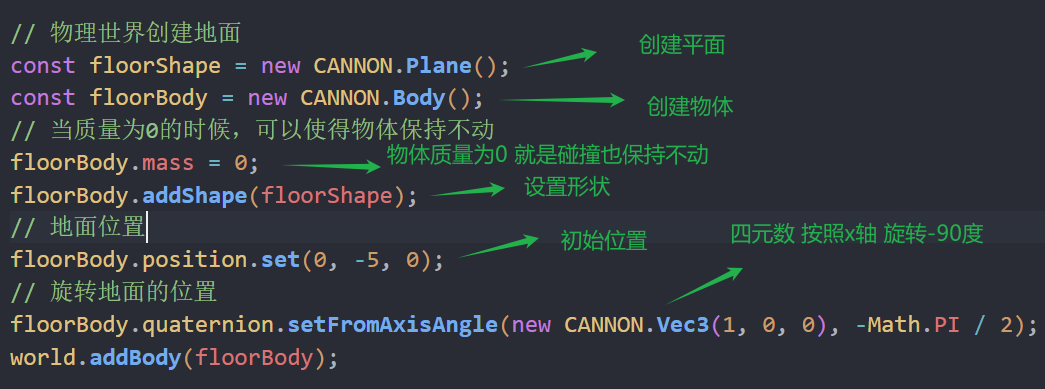 // 物理世界创建地面
const floorShape = new CANNON.Plane();
创建平面
const floorBody = new CANNON.Body();
创建物体
// 当质量为0的时候，可以使得物体保持不动
floorBody.mass = 0;
物体质量为0 就是碰撞也保持不动
floorBody.addShape(floorShape);
设置形状
// 地面位置
floorBody.position.set(0, -5, 0);
初始位置
四元数 按照x轴 旋转-90度
// 旋转地面的位置
floorBody.quaternion.setFromAxisAngle(new CANNON.Vec3(1, 0, 0), -Math.PI / 2);
world.addBody(floorBody);